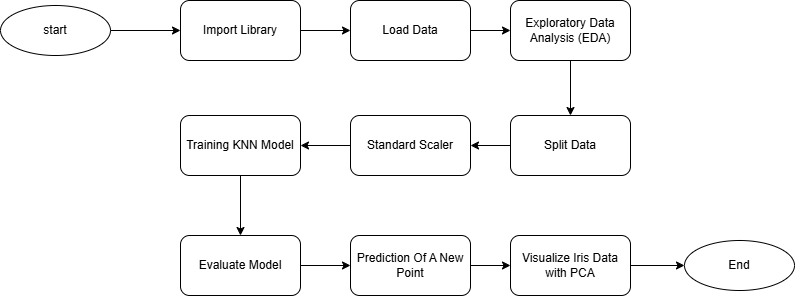 start
Import Library
Load Data
Exploratory Data
Analysis (EDA)
Training KNN Model
Standard Scaler
Split Data
Evaluate Model
Prediction Of A New
Point
Visualize Iris Data
with PCA
End